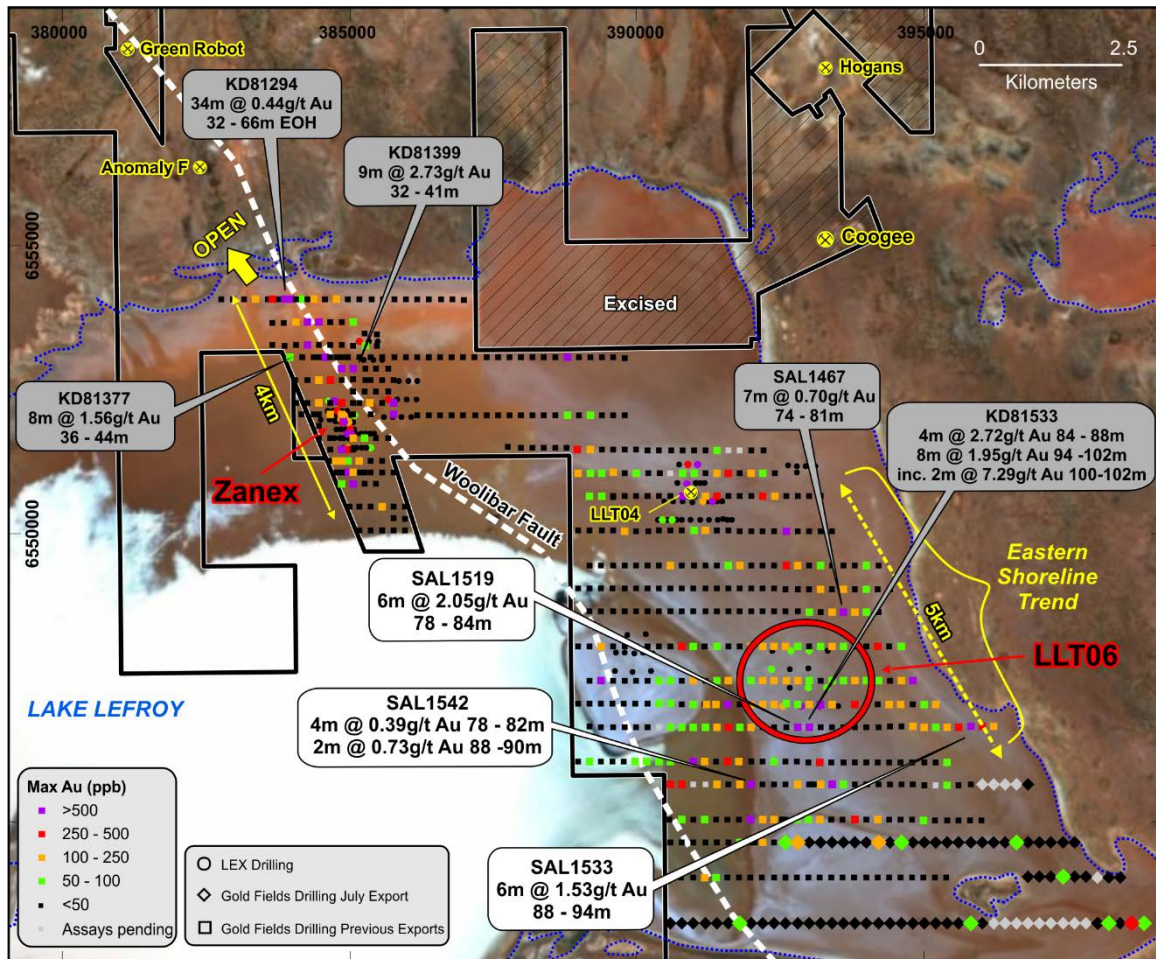 380000
385000
390000
395000
Green Robot
Hogans
0 2.5
Kilometers
KD81294
34m @ 0.44g/t Au
32 - 66m EOH
KD81399
9m @ 2.73g/t Au
32 - 41m
Anomaly F
OPEN
6555000
Coogee
Excised
KD81377
8m @ 1.56g/t Au
36 - 44m
4km
SAL1467
7m @ 0.70g/t Au
74 - 81m
KD81533
4m @ 2.72g/t Au 84 - 88m
8m @ 1.95g/t Au 94 -102m
inc. 2m @ 7.29g/t Au 100-102m
Zanex
Woolibar Fault
LLT04
6550000
Eastern
Shoreline
Trend
5km
SAL1519
6m @ 2.05g/t Au
78 - 84m
LLT06
LAKE LEFROY
SAL1542
4m @ 0.39g/t Au 78 - 82m
2m @ 0.73g/t Au 88 -90m
SAL1533
6m @ 1.53g/t Au
88 - 94m
Max Au (ppb)
>500
250 - 500
100 - 250
50 - 100
<50
Assays pending
LEX Drilling
Gold Fields Drilling July Export
Gold Fields Drilling Previous Exports